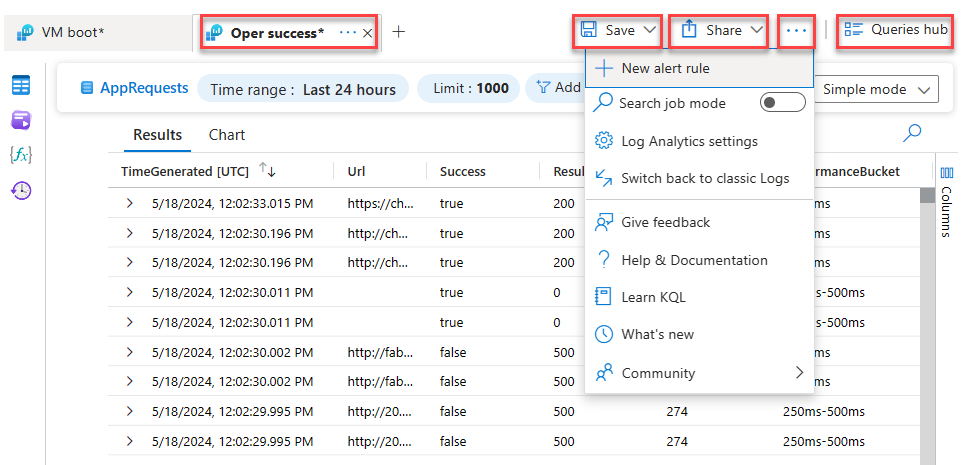 VM boot* Oper success* ··· × + Save Share ··· Queries hub
AppRequests Time range : Last 24 hours Limit : 1000 Add Simple mode
New alert rule
Search job mode
Log Analytics settings
Switch back to classic Logs
Give feedback
Help & Documentation
Learn KQL
What's new
Community
{fx}
Results Chart
TimeGenerated [UTC] Url Success Resul rmanceBucket
5/18/2024, 12:02:33.015 PM https://ch... true 200 ms
5/18/2024, 12:02:30.196 PM http://ch... true 200 ms
5/18/2024, 12:02:30.196 PM http://ch... true 200 ms
5/18/2024, 12:02:30.011 PM true 0 ms-500ms
5/18/2024, 12:02:30.011 PM true 0 ms-500ms
5/18/2024, 12:02:30.002 PM http://fab... false 500 ms
5/18/2024, 12:02:30.002 PM http://fab... false 500 ms
5/18/2024, 12:02:29.995 PM http://20.... false 500 274 250ms-500ms
5/18/2024, 12:02:29.995 PM http://20.... false 500 274 250ms-500ms
Columns